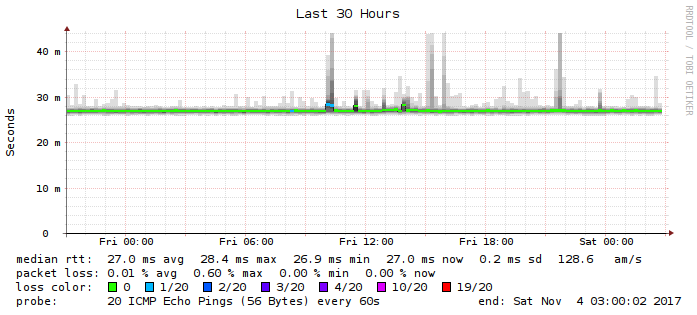 Last 30 Hours
RRDTOOL / TOBI OETIKER
Seconds
40 m
30 m
20 m
10 m
0
Fri 00:00 Fri 06:00 Fri 12:00 Fri 18:00 Sat 00:00
median rtt: 27.0 ms avg 28.4 ms max 26.9 ms min 27.0 ms now 0.2 ms sd 128.6 am/s
packet loss: 0.01 % avg 0.60 % max 0.00 % min 0.00 % now
loss color: 0 1/20 2/20 3/20 4/20 10/20 19/20
probe: 20 ICMP Echo Pings (56 Bytes) every 60s end: Sat Nov 4 03:00:02 2017